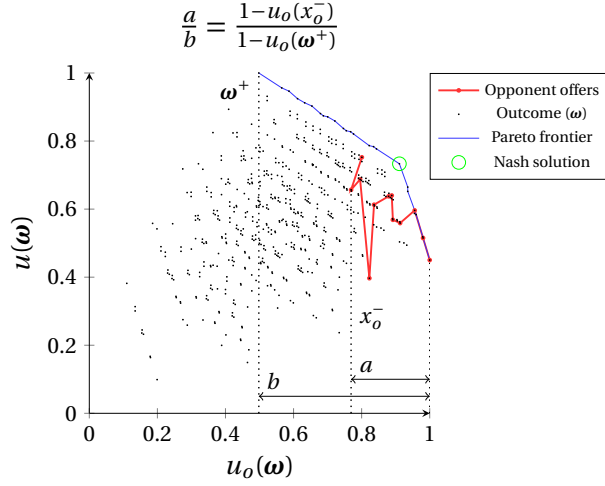 a/b = (1−u_o(x_o^−))/(1−u_o(ω^+))
ω^+
x_o^−
a
b
u(ω)
1
0.8
0.6
0.4
0.2
0
0 0.2 0.4 0.6 0.8 1
u_o(ω)
Opponent offers
Outcome (ω)
Pareto frontier
Nash solution